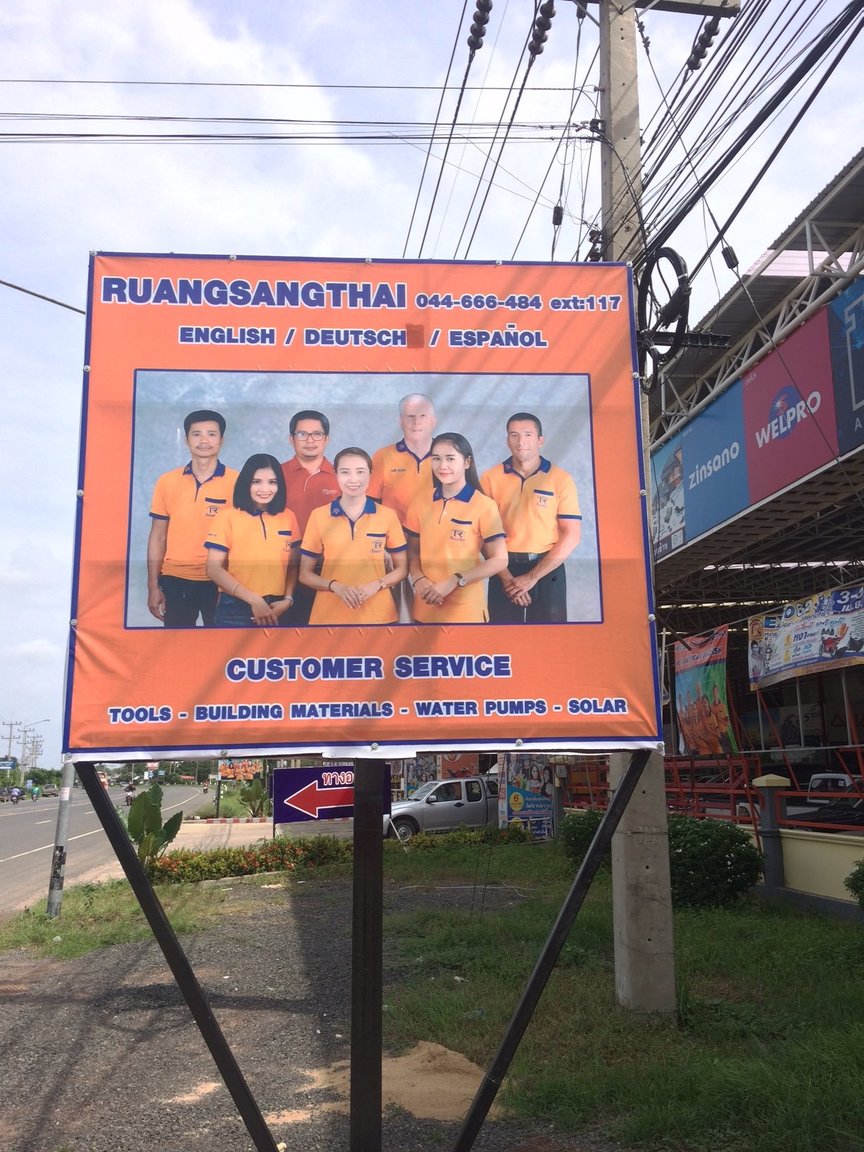 RUANGSANGTHAI 044-666-484 ext:117
ENGLISH / DEUTSCH / ESPAÑOL
CUSTOMER SERVICE
TOOLS - BUILDING MATERIALS - WATER PUMPS - SOLAR
zinsano
WELPRO